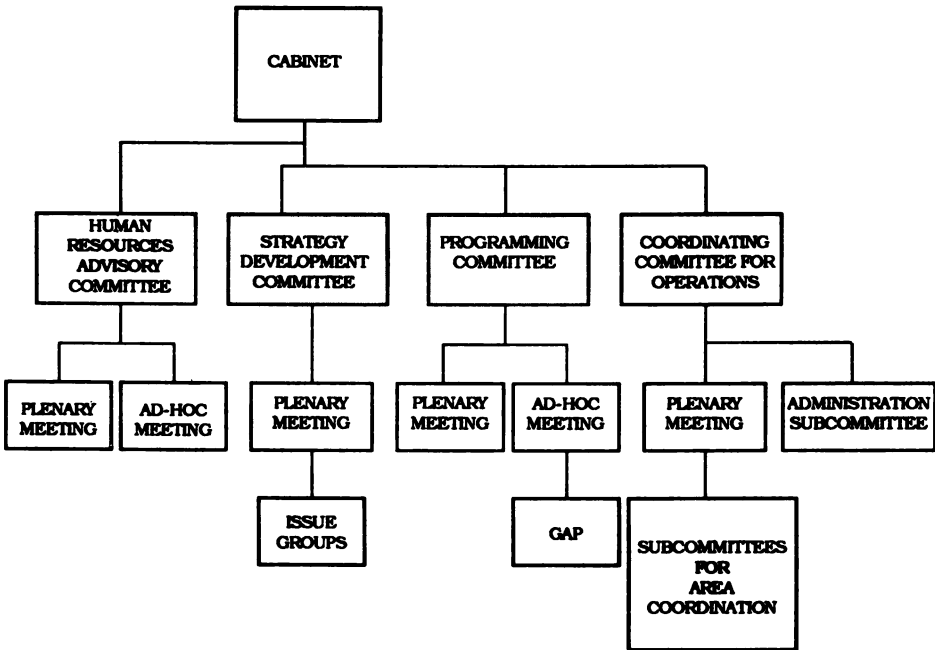 CABINET
HUMAN
RESOURCES
ADVISORY
COMMITTEE
STRATEGY
DEVELOPMENT
COMMITTEE
PROGRAMMING
COMMITTEE
COORDINATING
COMMITTEE FOR
OPERATIONS
PLENARY
MEETING
AD-HOC
MEETING
PLENARY
MEETING
PLENARY
MEETING
AD-HOC
MEETING
PLENARY
MEETING
ADMINISTRATION
SUBCOMMITTEE
ISSUE
GROUPS
GAP
SUBCOMMITTEES
FOR
AREA
COORDINATION